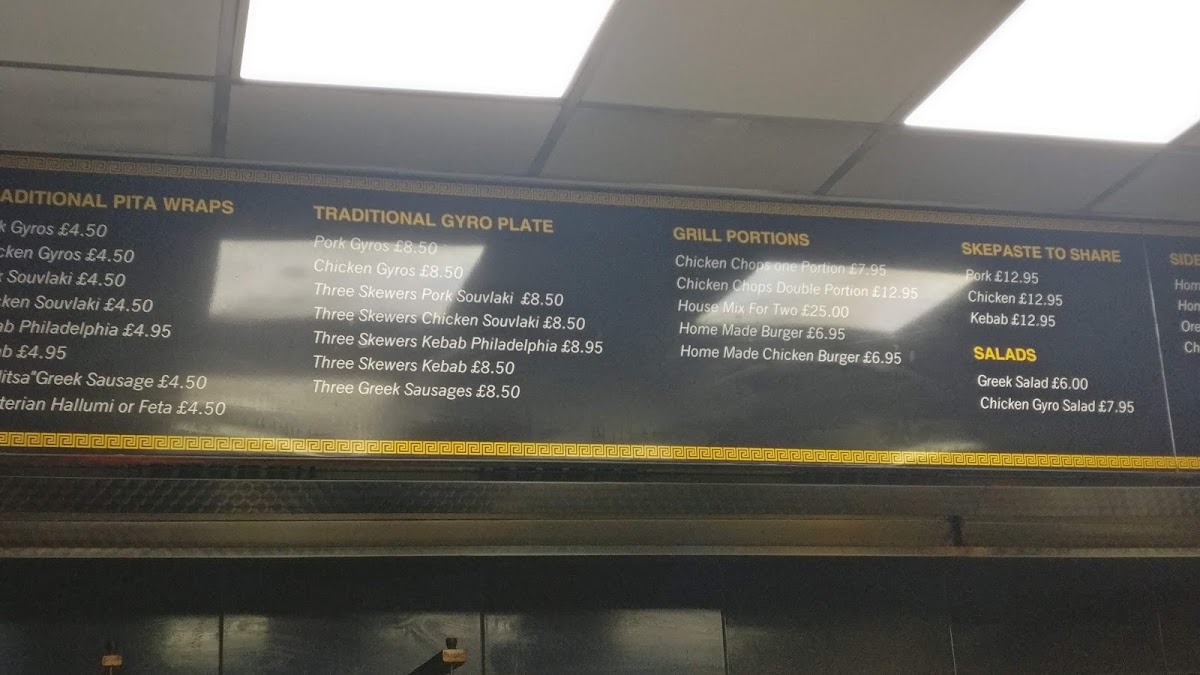 ADITIONAL PITA WRAPS
k Gyros £4.50
cken Gyros £4.50
Souvlaki £4.50
ken Souvlaki £4.50
ab Philadelphia £4.95
ab £4.95
litsa"Greek Sausage £4.50
terian Hallumi or Feta £4.50
TRADITIONAL GYRO PLATE
Pork Gyros £8.50
Chicken Gyros £8.50
Three Skewers Pork Souvlaki £8.50
Three Skewers Chicken Souvlaki £8.50
Three Skewers Kebab Philadelphia £8.95
Three Skewers Kebab £8.50
Three Greek Sausages £8.50
GRILL PORTIONS
Chicken Chops one Portion £7.95
Chicken Chops Double Portion £12.95
House Mix For Two £25.00
Home Made Burger £6.95
Home Made Chicken Burger £6.95
SKEPASTE TO SHARE
Pork £12.95
Chicken £12.95
Kebab £12.95
SALADS
Greek Salad £6.00
Chicken Gyro Salad £7.95
SIDE
Hom
Hom
Ore
Ch